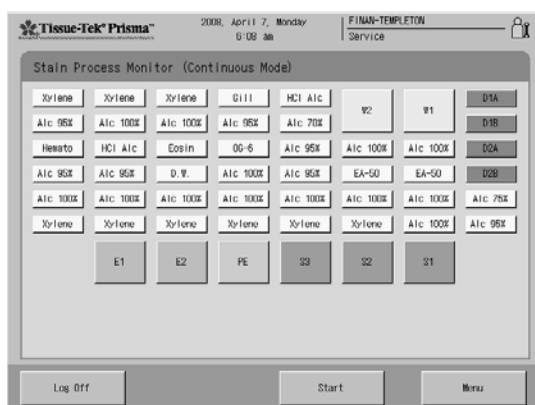 Tissue-Tek® Prisma™
2008, April 7, Monday
6:08 am
FINAN-TEMPLETON
Service
Stain Process Monitor (Continuous Mode)
Xylene Xylene Xylene Gill HCl Alc W2 W1 D1A
Alc 95% Alc 100% Alc 95% Alc 70% D1B
Hemato HCl Alc Eosin OG-6 Alc 95% Alc 100% Alc 100% D2A
Alc 95% Alc 95% D.W. Alc 100% Alc 95% EA-50 EA-50 D2B
Alc 100% Alc 100% Alc 100% Alc 100% Alc 100% Alc 100% Alc 100% Alc 75%
Xylene Xylene Xylene Xylene Xylene Xylene Alc 100% Alc 95%
E1 E2 PE S3 S2 S1
Log Off Start Menu